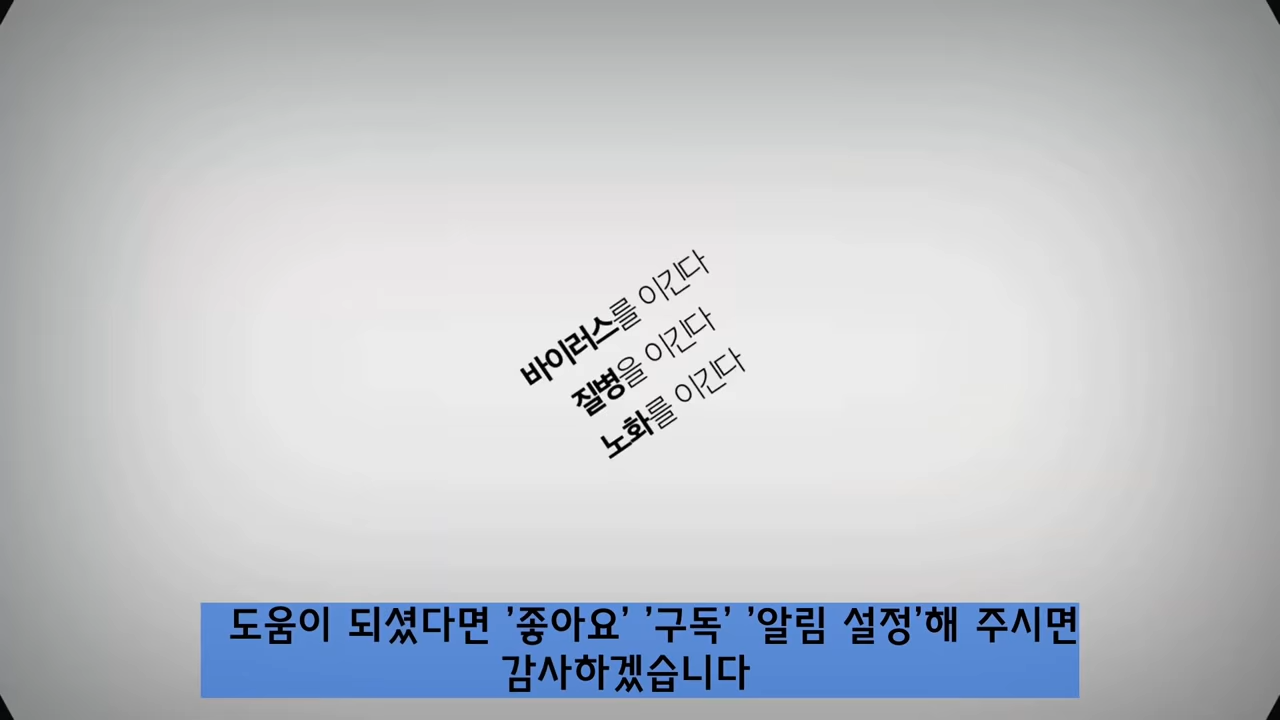 바이러스를 이긴다
질병을 이긴다
노화를 이긴다
도움이 되셨다면 '좋아요' '구독' '알림 설정'해 주시면
감사하겠습니다